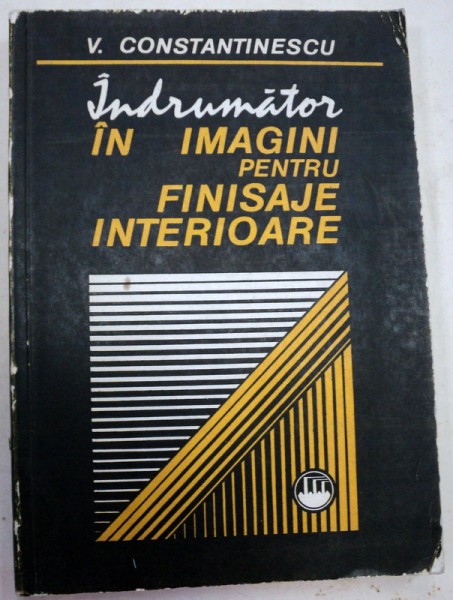 V. CONSTANTINESCU
Îndrumător
ÎN IMAGINI
PENTRU
FINISAJE
INTERIOARE